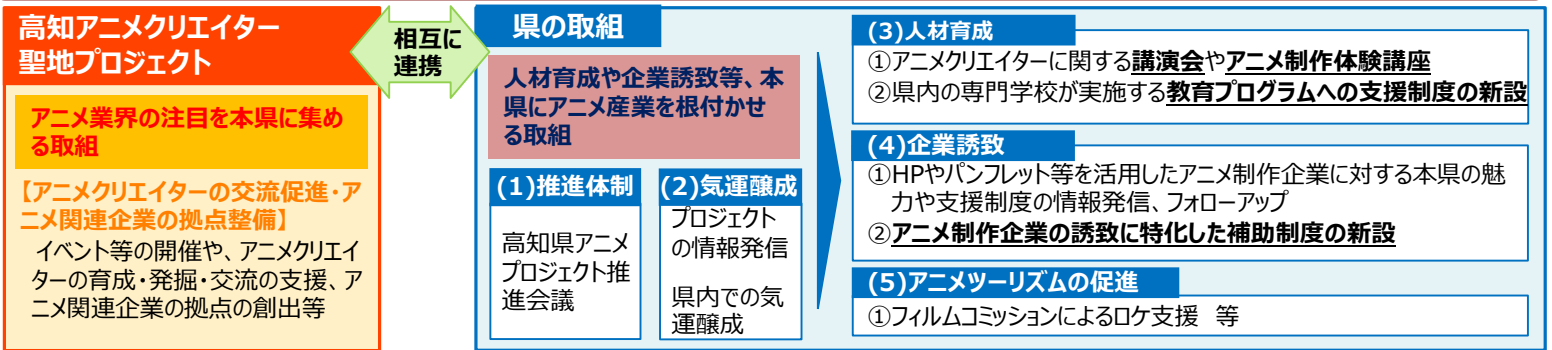 高知アニメクリエイター
聖地プロジェクト
アニメ業界の注目を本県に集め
る取組
【アニメクリエイターの交流促進・ア
ニメ関連企業の拠点整備】
イベント等の開催や、アニメクリエイ
ターの育成・発掘・交流の支援、ア
ニメ関連企業の拠点の創出等
相互に
連携
県の取組
人材育成や企業誘致等、本
県にアニメ産業を根付かせ
る取組
(1)推進体制
高知県アニメ
プロジェクト推
進会議
(2)気運醸成
プロジェクト
の情報発信
県内での気
運醸成
(3)人材育成
①アニメクリエイターに関する講演会やアニメ制作体験講座
②県内の専門学校が実施する教育プログラムへの支援制度の新設
(4)企業誘致
①HPやパンフレット等を活用したアニメ制作企業に対する本県の魅
力や支援制度の情報発信、フォローアップ
②アニメ制作企業の誘致に特化した補助制度の新設
(5)アニメツーリズムの促進
①フィルムコミッションによるロケ支援 等